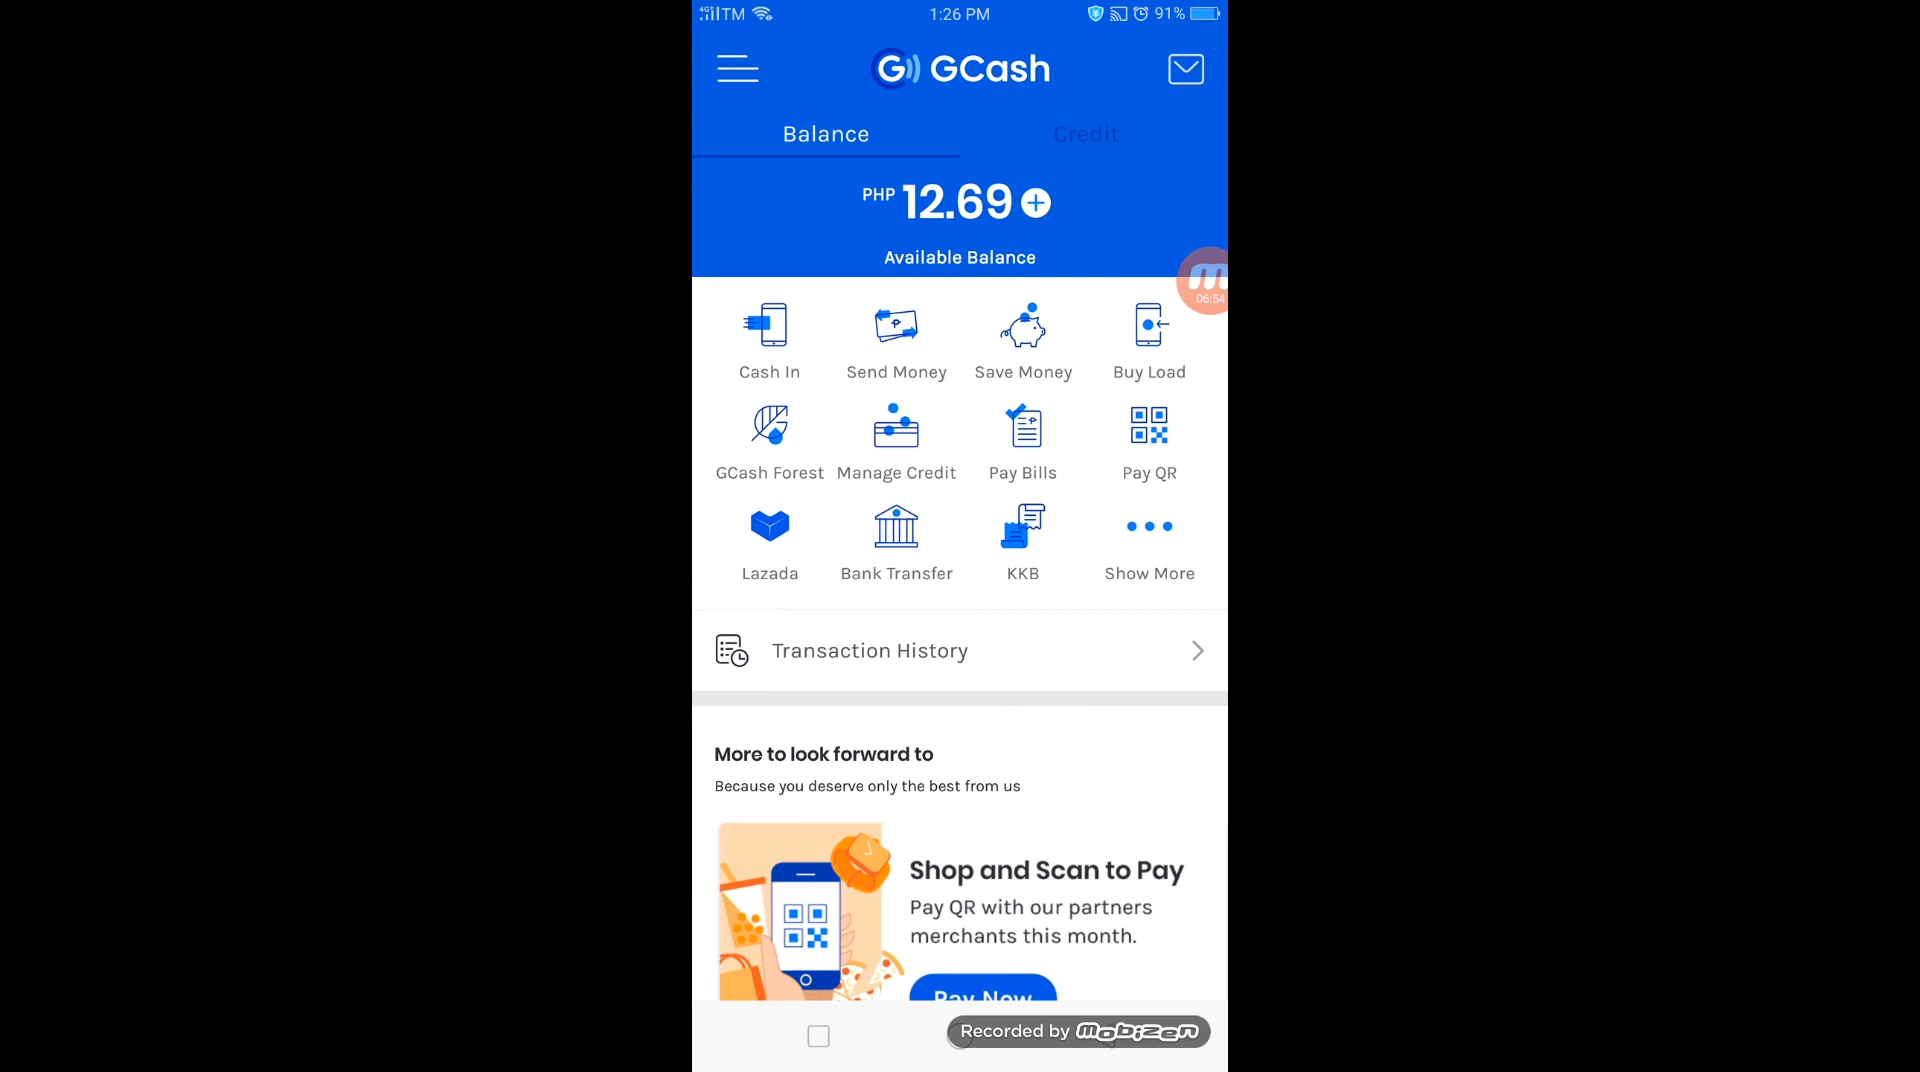 4G TM 1:26 PM 91%
GCash
Balance Credit
PHP 12.69
Available Balance
06:54
Cash In Send Money Save Money Buy Load
GCash Forest Manage Credit Pay Bills Pay QR
Lazada Bank Transfer KKB Show More
Transaction History
More to look forward to
Because you deserve only the best from us
Shop and Scan to Pay
Pay QR with our partners
merchants this month.
Pay Now
Recorded by mobizen